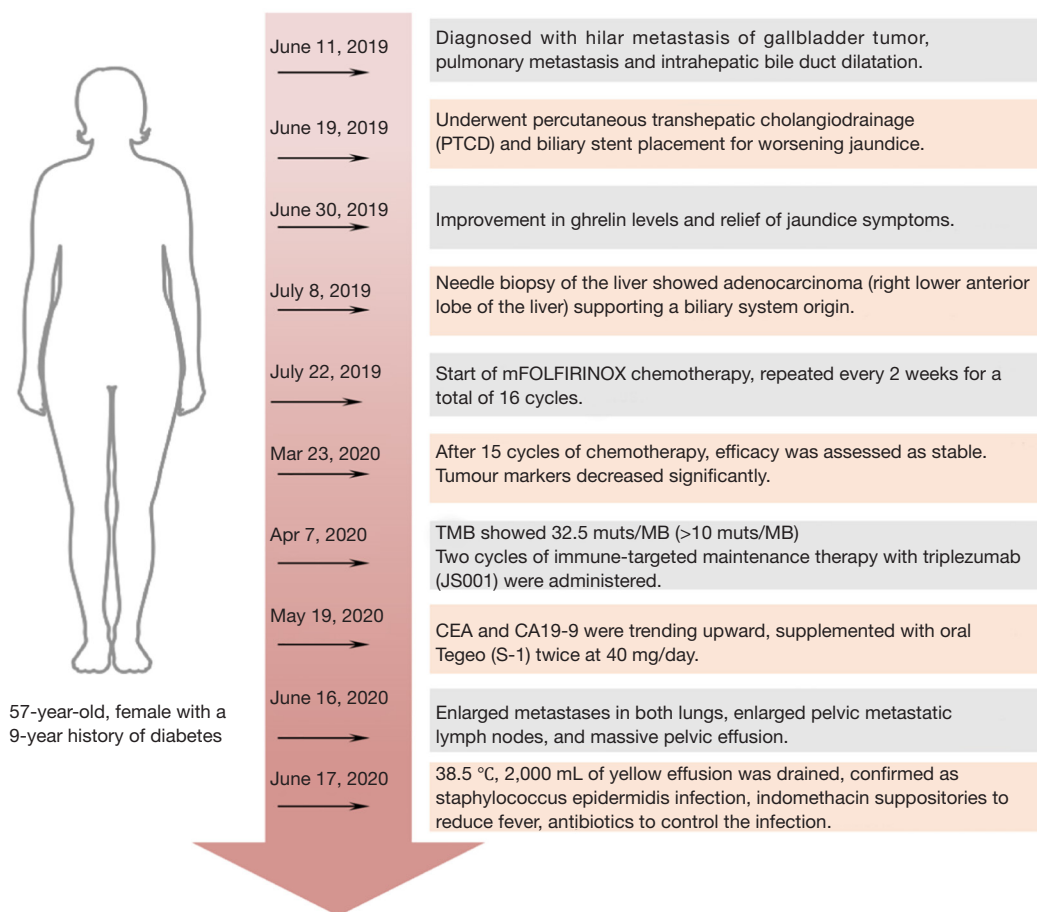 June 11, 2019
Diagnosed with hilar metastasis of gallbladder tumor,
pulmonary metastasis and intrahepatic bile duct dilatation.
June 19, 2019
Underwent percutaneous transhepatic cholangiodrainage
(PTCD) and biliary stent placement for worsening jaundice.
June 30, 2019
Improvement in ghrelin levels and relief of jaundice symptoms.
July 8, 2019
Needle biopsy of the liver showed adenocarcinoma (right lower anterior
lobe of the liver) supporting a biliary system origin.
July 22, 2019
Start of mFOLFIRINOX chemotherapy, repeated every 2 weeks for a
total of 16 cycles.
Mar 23, 2020
After 15 cycles of chemotherapy, efficacy was assessed as stable.
Tumour markers decreased significantly.
Apr 7, 2020
TMB showed 32.5 muts/MB (>10 muts/MB)
Two cycles of immune-targeted maintenance therapy with triplezumab
(JS001) were administered.
May 19, 2020
CEA and CA19-9 were trending upward, supplemented with oral
Tegeo (S-1) twice at 40 mg/day.
June 16, 2020
Enlarged metastases in both lungs, enlarged pelvic metastatic
lymph nodes, and massive pelvic effusion.
June 17, 2020
38.5 ℃, 2,000 mL of yellow effusion was drained, confirmed as
staphylococcus epidermidis infection, indomethacin suppositories to
reduce fever, antibiotics to control the infection.
57-year-old, female with a
9-year history of diabetes